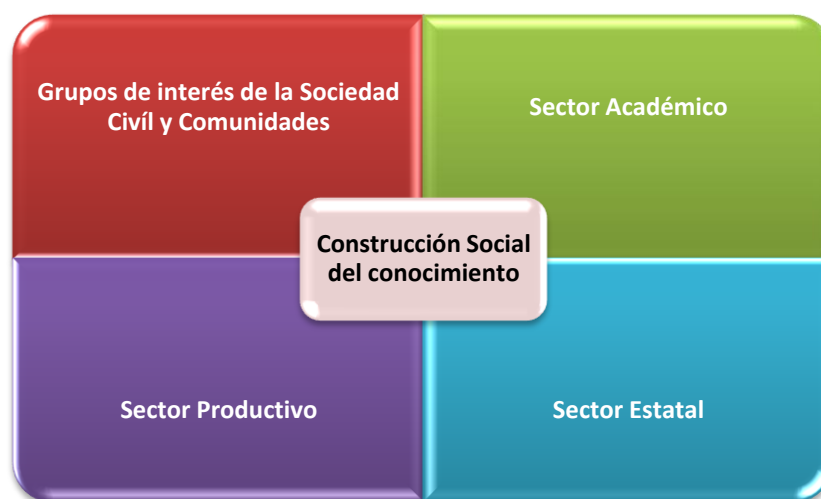 Grupos de interés de la Sociedad
Civíl y Comunidades
Sector Académico
Construcción Social
del conocimiento
Sector Productivo
Sector Estatal